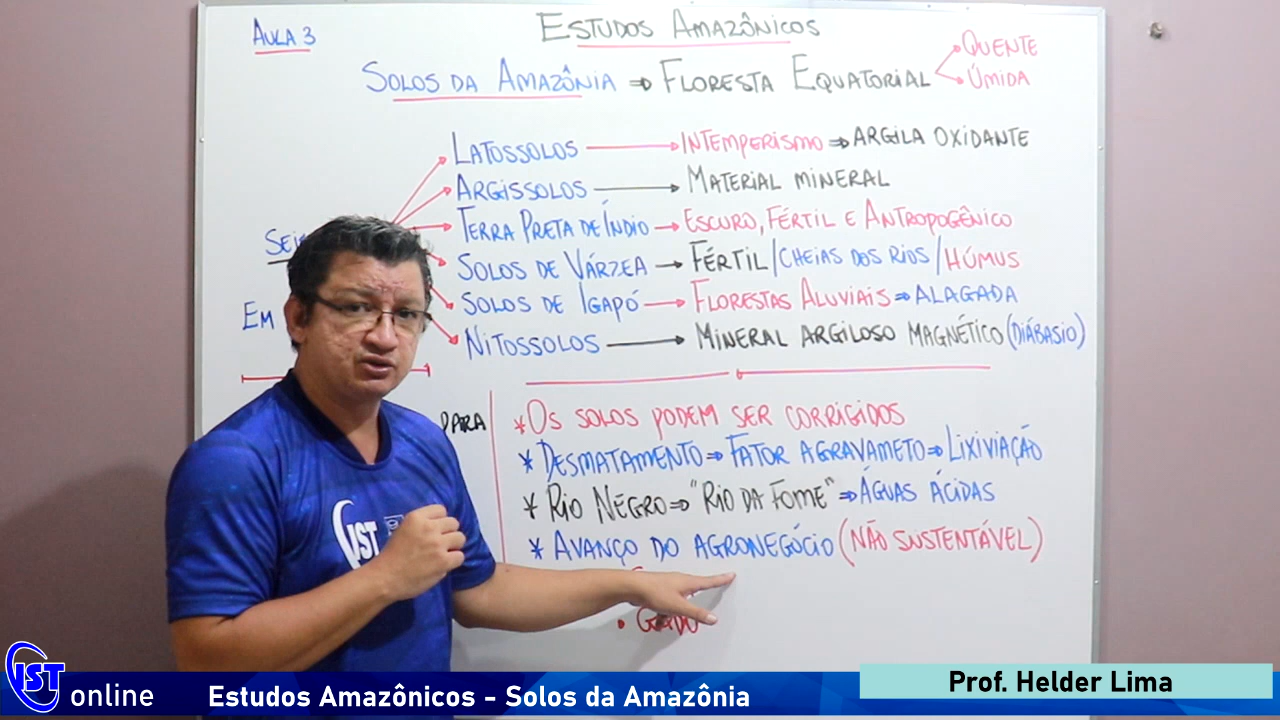 AULA 3
ESTUDOS AMAZÔNICOS
SOLOS DA AMAZÔNIA ⇒ FLORESTA EQUATORIAL
QUENTE
ÚMIDA
LATOSSOLOS → INTEMPERISMO ⇒ ARGILA OXIDANTE
ARGISSOLOS → MATERIAL MINERAL
TERRA PRETA DE ÍNDIO → ESCURO, FÉRTIL E ANTROPOGÊNICO
SOLOS DE VÁRZEA → FÉRTIL/CHEIAS DOS RIOS/HÚMUS
SOLOS DE IGAPÓ → FLORESTAS ALUVIAIS ⇒ ALAGADA
EM
NITOSSOLOS → MINERAL ARGILOSO MAGNÉTICO (DIÁBASIO)
PARA
* OS SOLOS PODEM SER CORRIGIDOS
* DESMATAMENTO ⇒ FATOR AGRAVAMETO ⇒ LIXIVIAÇÃO
* RIO NEGRO ⇒ "RIO DA FOME" ⇒ ÁGUAS ÁCIDAS
* AVANÇO DO AGRONEGÓCIO (NÃO SUSTENTÁVEL)
• GADO
IST
IST online
Estudos Amazônicos - Solos da Amazônia
Prof. Helder Lima